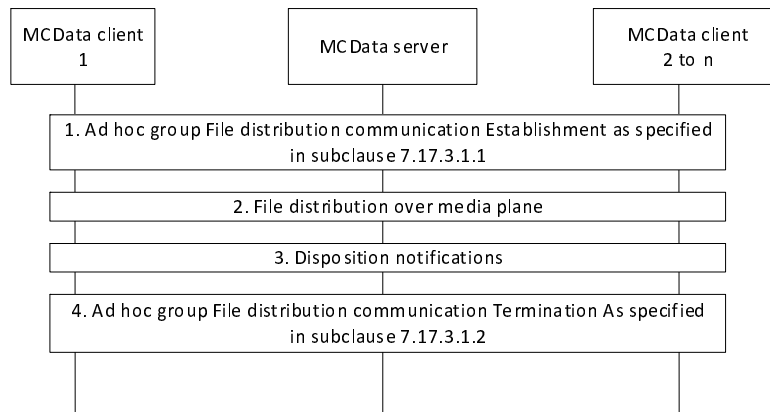 MCData client
1
MCData server
MCData client
2 to n
1. Ad hoc group File distribution communication Establishment as specified
in subclause 7.17.3.1.1
2. File distribution over media plane
3. Disposition notifications
4. Ad hoc group File distribution communication Termination As specified
in subclause 7.17.3.1.2